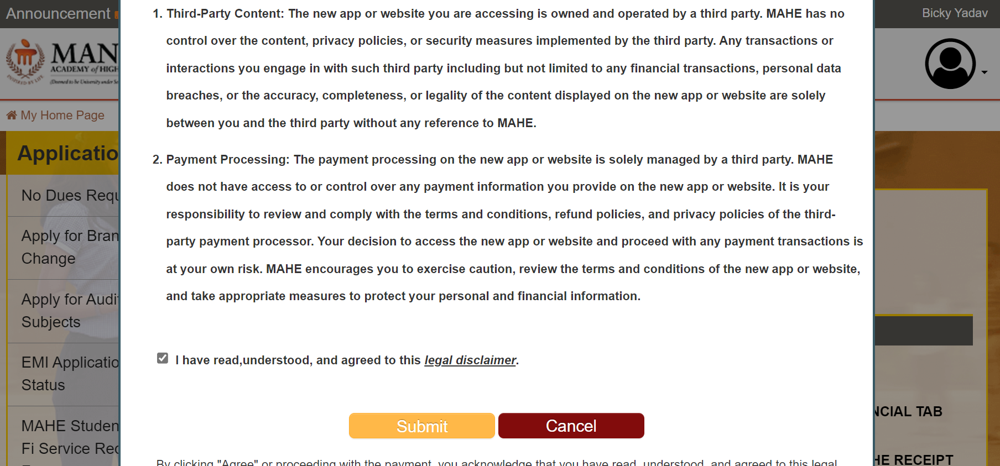 Announcement
Bicky Yadav
MAN
ACADEMY of HIGH
(Deemed to be University under Se
INSPIRED BY LIFE
My Home Page
Applicatio
No Dues Requ
Apply for Bran
Change
Apply for Audit
Subjects
EMI Applicatio
Status
MAHE Studen
Fi Service Req
1. Third-Party Content: The new app or website you are accessing is owned and operated by a third party. MAHE has no
control over the content, privacy policies, or security measures implemented by the third party. Any transactions or
interactions you engage in with such third party including but not limited to any financial transactions, personal data
breaches, or the accuracy, completeness, or legality of the content displayed on the new app or website are solely
between you and the third party without any reference to MAHE.
2. Payment Processing: The payment processing on the new app or website is solely managed by a third party. MAHE
does not have access to or control over any payment information you provide on the new app or website. It is your
responsibility to review and comply with the terms and conditions, refund policies, and privacy policies of the third-
party payment processor. Your decision to access the new app or website and proceed with any payment transactions is
at your own risk. MAHE encourages you to exercise caution, review the terms and conditions of the new app or website,
and take appropriate measures to protect your personal and financial information.
I have read,understood, and agreed to this legal disclaimer.
Submit
Cancel
By clicking "Agree" or proceeding with the payment, you acknowledge that you have read, understood, and agreed to this legal
NCIAL TAB
HE RECEIPT